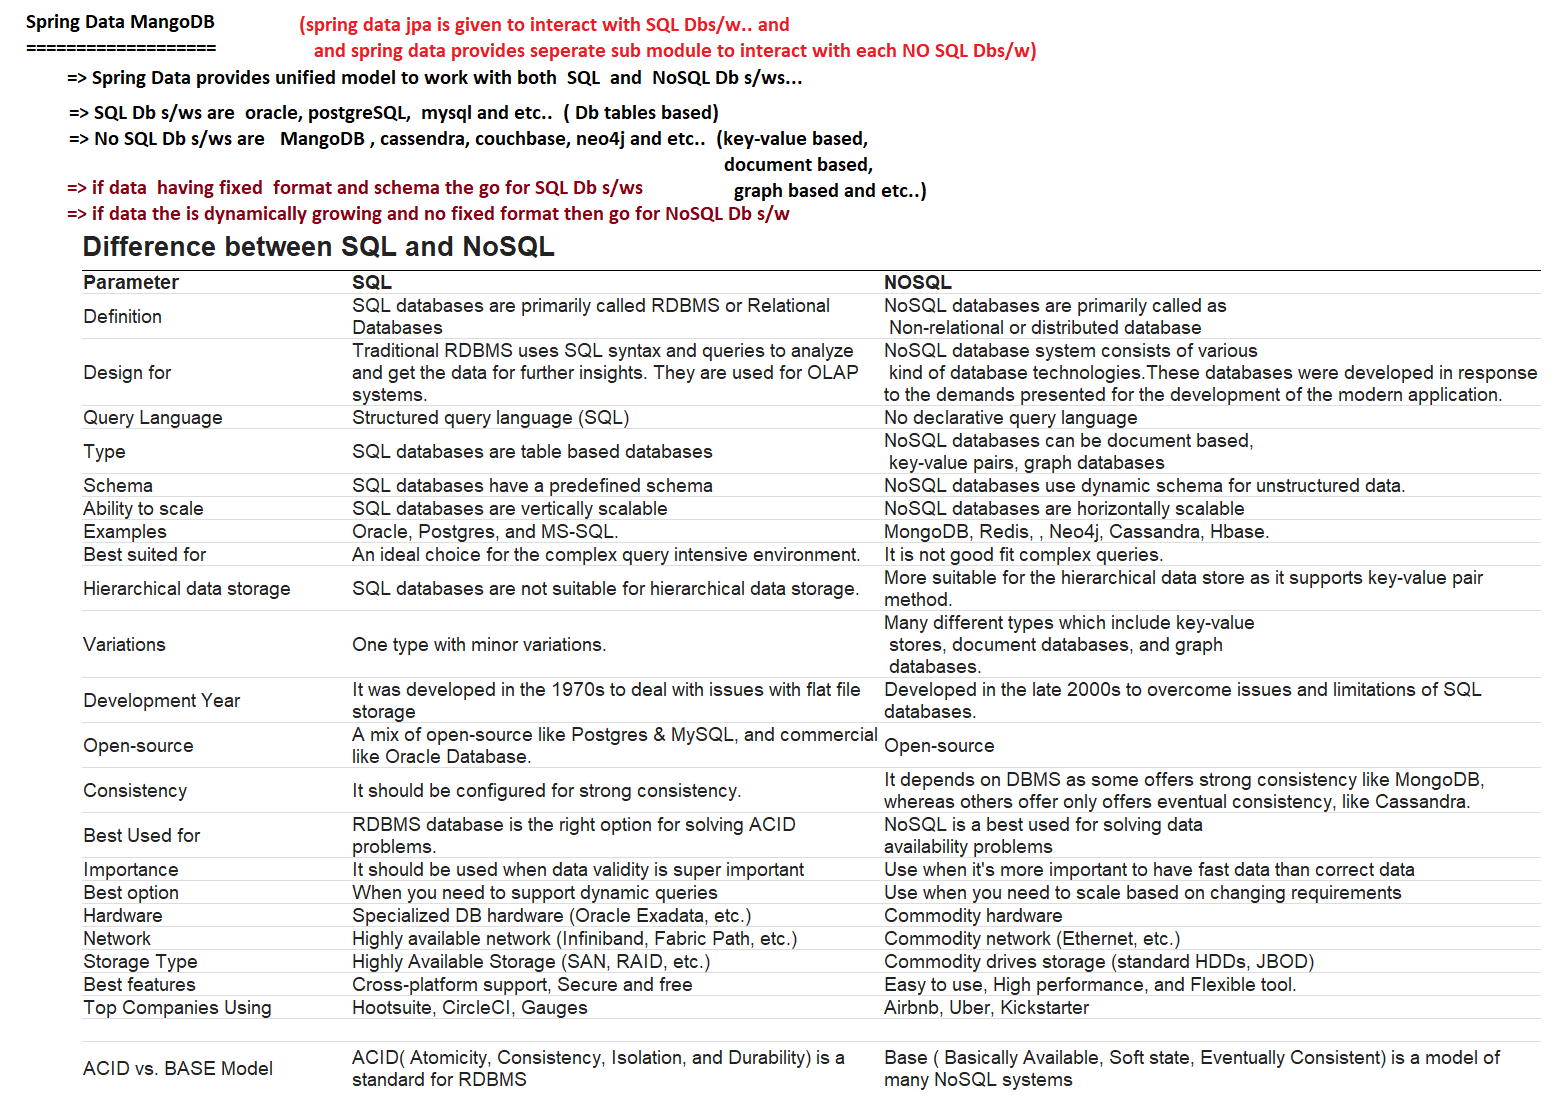 Spring Data MangoDB
===================
(spring data jpa is given to interact with SQL Dbs/w.. and
and spring data provides seperate sub module to interact with each NO SQL Dbs/w)
=> Spring Data provides unified model to work with both SQL and NoSQL Db s/ws...
=> SQL Db s/ws are oracle, postgreSQL, mysql and etc.. ( Db tables based)
=> No SQL Db s/ws are MangoDB , cassendra, couchbase, neo4j and etc.. (key-value based,
document based,
graph based and etc..)
=> if data having fixed format and schema the go for SQL Db s/ws
=> if data the is dynamically growing and no fixed format then go for NoSQL Db s/w
Difference between SQL and NoSQL
Parameter SQL NOSQL
Definition
SQL databases are primarily called RDBMS or Relational
Databases
NoSQL databases are primarily called as
Non-relational or distributed database
Design for
Traditional RDBMS uses SQL syntax and queries to analyze
and get the data for further insights. They are used for OLAP
systems.
NoSQL database system consists of various
kind of database technologies.These databases were developed in response
to the demands presented for the development of the modern application.
Query Language Structured query language (SQL) No declarative query language
Type
SQL databases are table based databases
NoSQL databases can be document based,
key-value pairs, graph databases
Schema SQL databases have a predefined schema NoSQL databases use dynamic schema for unstructured data.
Ability to scale SQL databases are vertically scalable NoSQL databases are horizontally scalable
Examples Oracle, Postgres, and MS-SQL. MongoDB, Redis, , Neo4j, Cassandra, Hbase.
Best suited for An ideal choice for the complex query intensive environment. It is not good fit complex queries.
Hierarchical data storage
SQL databases are not suitable for hierarchical data storage.
More suitable for the hierarchical data store as it supports key-value pair
method.
Variations
One type with minor variations.
Many different types which include key-value
stores, document databases, and graph
databases.
Development Year
It was developed in the 1970s to deal with issues with flat file
storage
Developed in the late 2000s to overcome issues and limitations of SQL
databases.
Open-source
A mix of open-source like Postgres & MySQL, and commercial
like Oracle Database.
Open-source
Consistency
It should be configured for strong consistency.
It depends on DBMS as some offers strong consistency like MongoDB,
whereas others offer only offers eventual consistency, like Cassandra.
Best Used for
RDBMS database is the right option for solving ACID
problems.
NoSQL is a best used for solving data
availability problems
Importance It should be used when data validity is super important Use when it's more important to have fast data than correct data
Best option When you need to support dynamic queries Use when you need to scale based on changing requirements
Hardware Specialized DB hardware (Oracle Exadata, etc.) Commodity hardware
Network Highly available network (Infiniband, Fabric Path, etc.) Commodity network (Ethernet, etc.)
Storage Type Highly Available Storage (SAN, RAID, etc.) Commodity drives storage (standard HDDs, JBOD)
Best features Cross-platform support, Secure and free Easy to use, High performance, and Flexible tool.
Top Companies Using Hootsuite, CircleCI, Gauges Airbnb, Uber, Kickstarter
ACID vs. BASE Model
ACID( Atomicity, Consistency, Isolation, and Durability) is a
standard for RDBMS
Base ( Basically Available, Soft state, Eventually Consistent) is a model of
many NoSQL systems